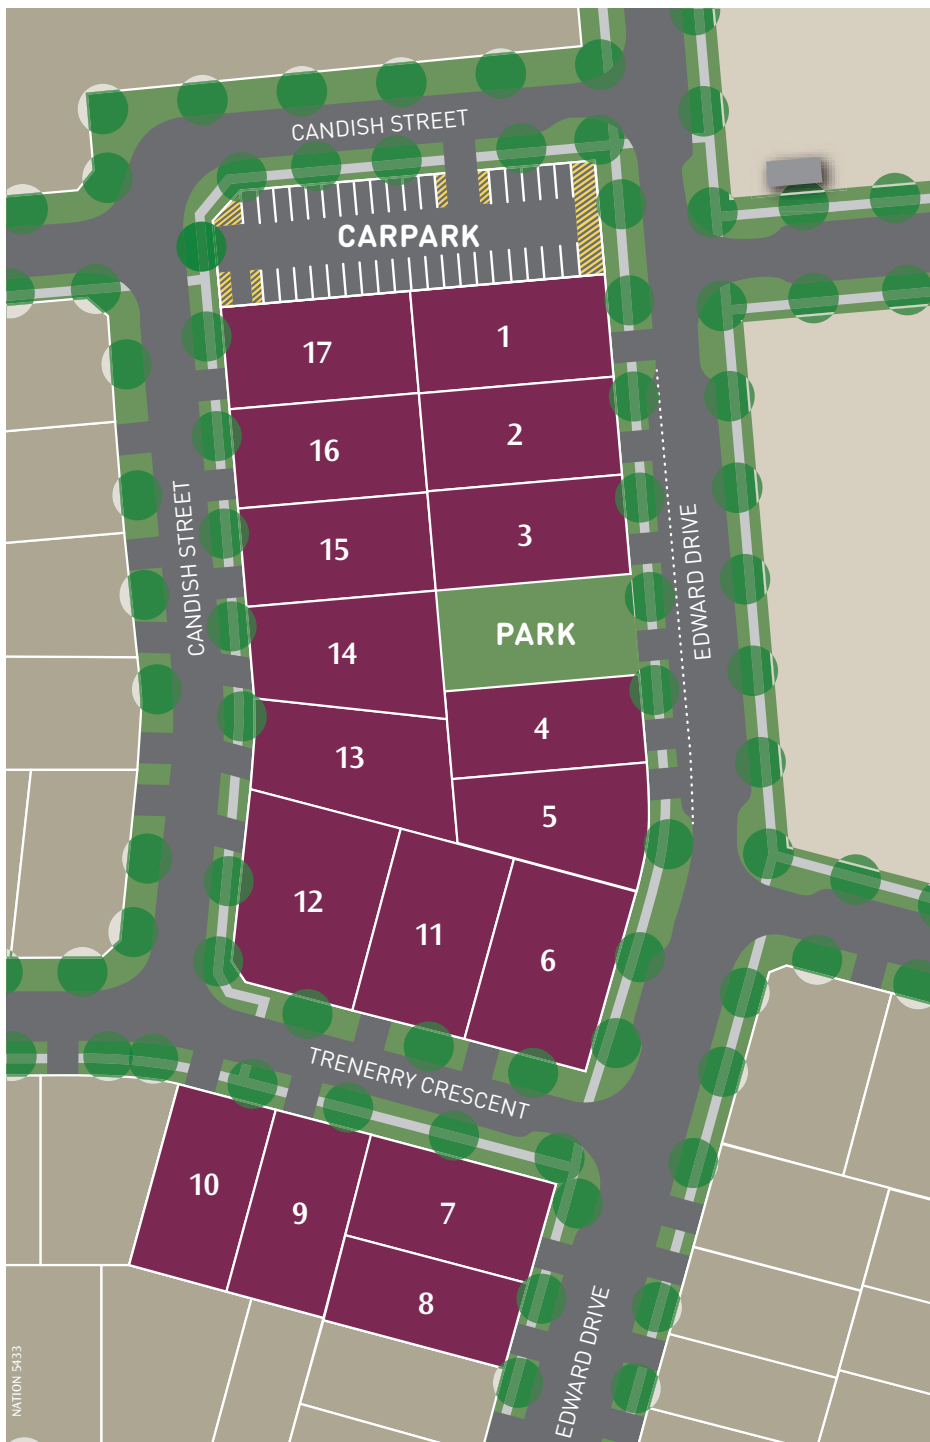 CANDISH STREET
CARPARK
17
1
16
2
15
3
CANDISH STREET
EDWARD DRIVE
PARK
14
4
13
5
12
11
6
TRENERRY CRESCENT
10
9
7
8
EDWARD DRIVE
NATION 5433